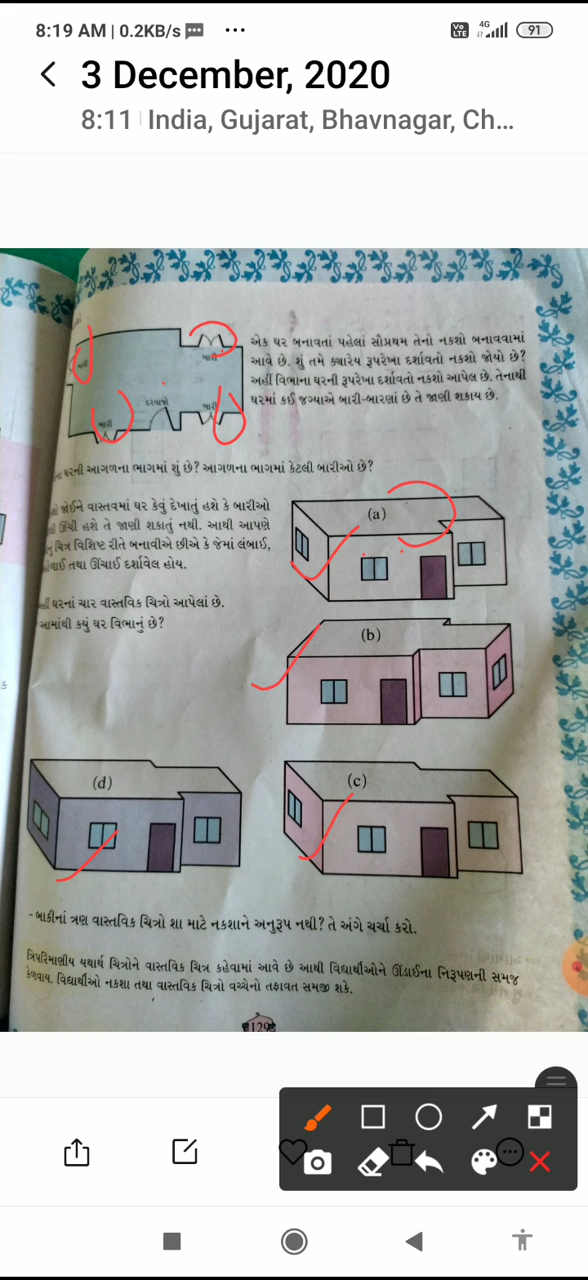 8:19 AM | 0.2KB/s
4G
91
3 December, 2020
8:11 India, Gujarat, Bhavnagar, Ch...
એક ઘર બનાવતાં પહેલાં સૌપ્રથમ તેનો નકશો બનાવવામાં
આવે છે. શું તમે ક્યારેય રૂપરેખા દર્શાવતો નકશો જોયો છે?
અહીં વિભાના ઘરની રૂપરેખા દર્શાવતો નકશો આપેલ છે. તેનાથી
ઘરમાં કઈ જગ્યાએ બારી-બારણાં છે તે જાણી શકાય છે.
બારી
દરવાજો
બારી
બારી
ઘરની આગળના ભાગમાં શું છે? આગળના ભાગમાં કેટલી બારીઓ છે?
જોઈને વાસ્તવમાં ઘર કેવું દેખાતું હશે કે બારીઓ
ઊંચી હશે તે જાણી શકાતું નથી. આથી આપણે
ચિત્ર વિશિષ્ટ રીતે બનાવીએ છીએ કે જેમાં લંબાઈ,
તથા ઊંચાઈ દર્શાવેલ હોય.
ઘરનાં ચાર વાસ્તવિક ચિત્રો આપેલાં છે.
આમાંથી કયું ઘર વિભાનું છે?
(a)
(b)
(d)
(c)
- બાકીનાં ત્રણ વાસ્તવિક ચિત્રો શા માટે નકશાને અનુરૂપ નથી? તે અંગે ચર્ચા કરો.
ત્રિપરિમાણીય યથાર્થ ચિત્રોને વાસ્તવિક ચિત્ર કહેવામાં આવે છે આથી વિદ્યાર્થીઓને ઊંડાઈના નિરૂપણની સમજ
કેળવાય. વિદ્યાર્થીઓ નકશા તથા વાસ્તવિક ચિત્રો વચ્ચેનો તફાવત સમજી શકે.
129